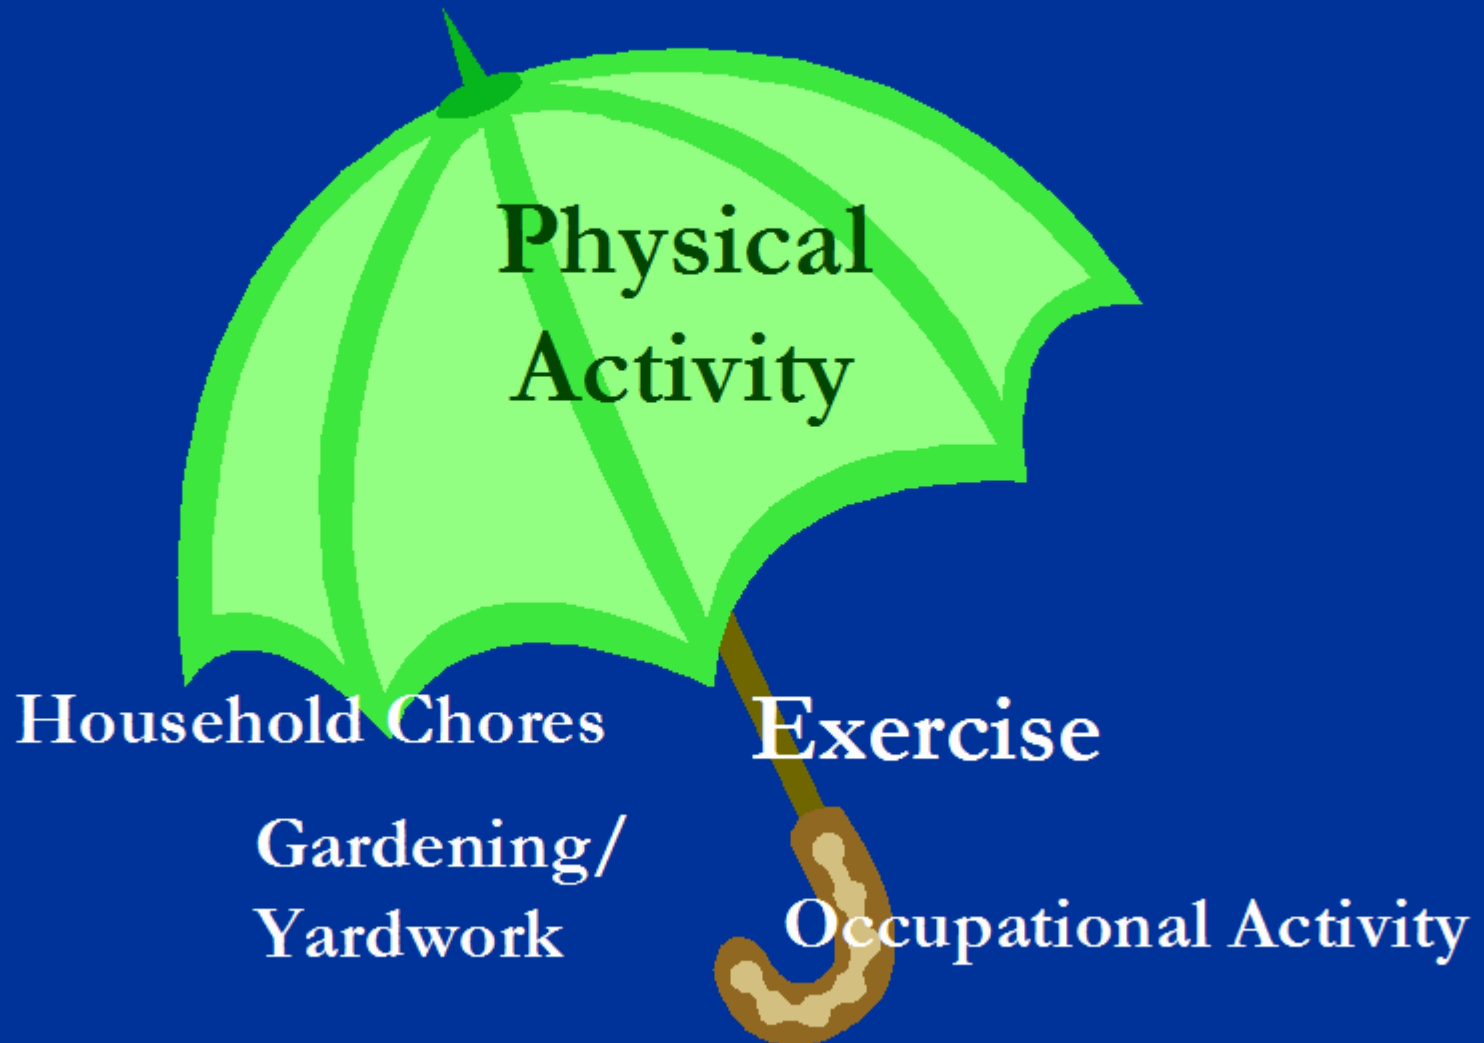 Physical
Activity
Household Chores
Exercise
Gardening/
Yardwork
Occupational Activity